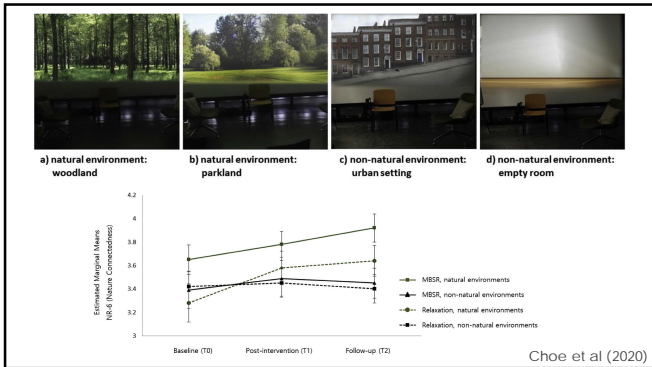 a) natural environment:
woodland
b) natural environment:
parkland
c) non-natural environment:
urban setting
d) non-natural environment:
empty room
Estimated Marginal Means
NR-6 (Nature Connectedness)
4.2
4
3.8
3.6
3.4
3.2
3
Baseline (T0)
Post-intervention (T1)
Follow-up (T2)
MBSR, natural environments
MBSR, non-natural environments
Relaxation, natural environments
Relaxation, non-natural environments
Choe et al (2020)